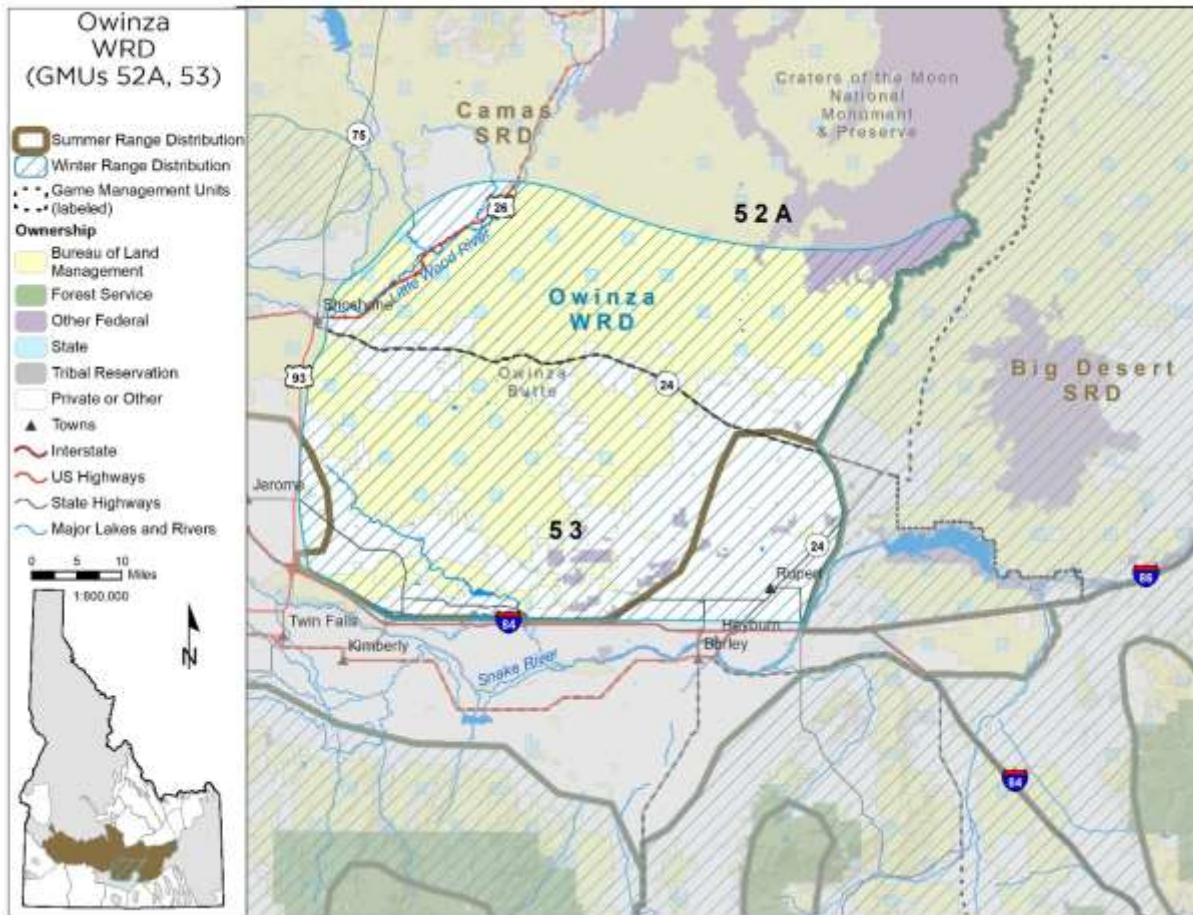 Owinza
WRD
(GMUs 52A, 53)
Summer Range Distribution
Winter Range Distribution
Game Management Units
(labeled)
Ownership
Bureau of Land
Management
Forest Service
Other Federal
State
Tribal Reservation
Private or Other
Towns
Interstate
US Highways
State Highways
Major Lakes and Rivers
0 5 10
Miles
1:800,000
N
Craters of the Moon
National
Monument
& Preserve
Camas
SRD
75
26
52A
Little Wood River
Shoshone
Owinza
WRD
93
Owinza
Butte
24
Big Desert
SRD
Jerome
53
24
Rupert
86
84
Heyburn
Twin Falls
Kimberly
Burley
Snake River
84